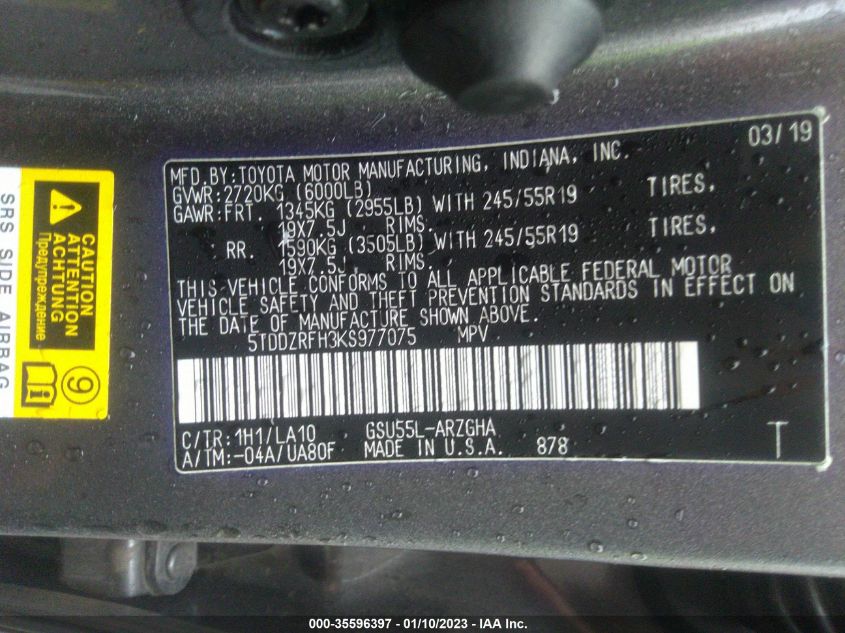 03/19
MFD.BY:TOYOTA MOTOR MANUFACTURING, INDIANA, INC.
GVWR:2720KG (6000LB)
GAWR:FRT. 1345KG (2955LB) WITH 245/55R19 TIRES,
19X7.5J RIMS.
RR. 1590KG (3505LB) WITH 245/55R19 TIRES,
19X7.5J RIMS.
THIS VEHICLE CONFORMS TO ALL APPLICABLE FEDERAL MOTOR
VEHICLE SAFETY AND THEFT PREVENTION STANDARDS IN EFFECT ON
THE DATE OF MANUFACTURE SHOWN ABOVE.
5TDDZRFH3KS977075 MPV
C/TR:1H1/LA10 GSU55L-ARZGHA
A/TM:-04A/UA80F MADE IN U.S.A. 878 T
SRS SIDE AIRBAG
CAUTION
ATTENTION
ACHTUNG
Предупреждение
9
000-35596397 - 01/10/2023 - IAA Inc.